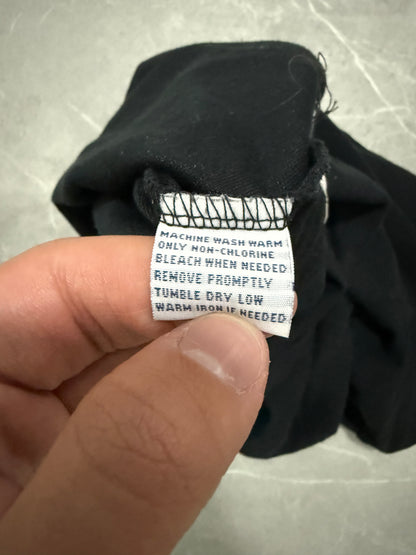 MACHINE WASH WARM
ONLY NON-CHLORINE
BLEACH WHEN NEEDED
REMOVE PROMPTLY
TUMBLE DRY LOW
WARM IRON IF NEEDED